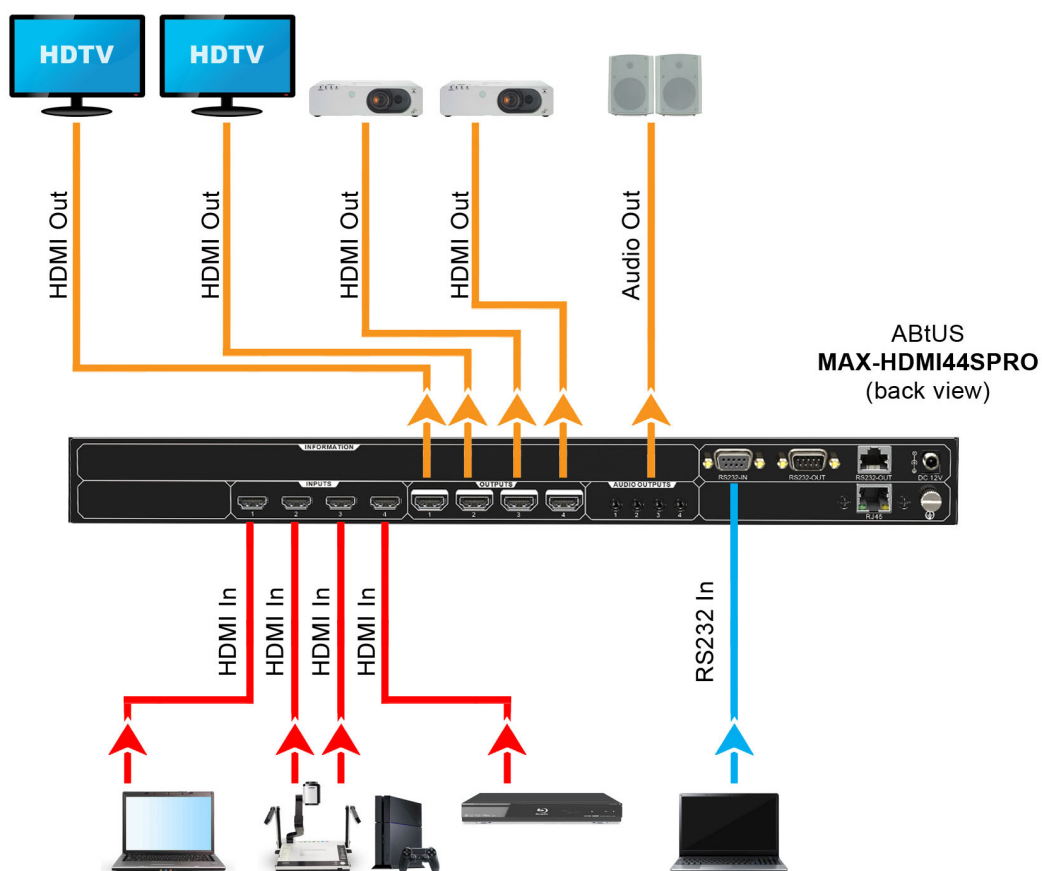 HDTV
HDTV
HDMI Out
HDMI Out
HDMI Out
HDMI Out
Audio Out
ABtUS
MAX-HDMI44SPRO
(back view)
INFORMATION
RS232-IN
RS232-OUT
RS232-OUT
DC 12V
INPUTS
OUTPUTS
AUDIO OUTPUTS
1
2
3
4
1
2
3
4
1
2
3
4
RJ45
HDMI In
HDMI In
HDMI In
HDMI In
RS232 In